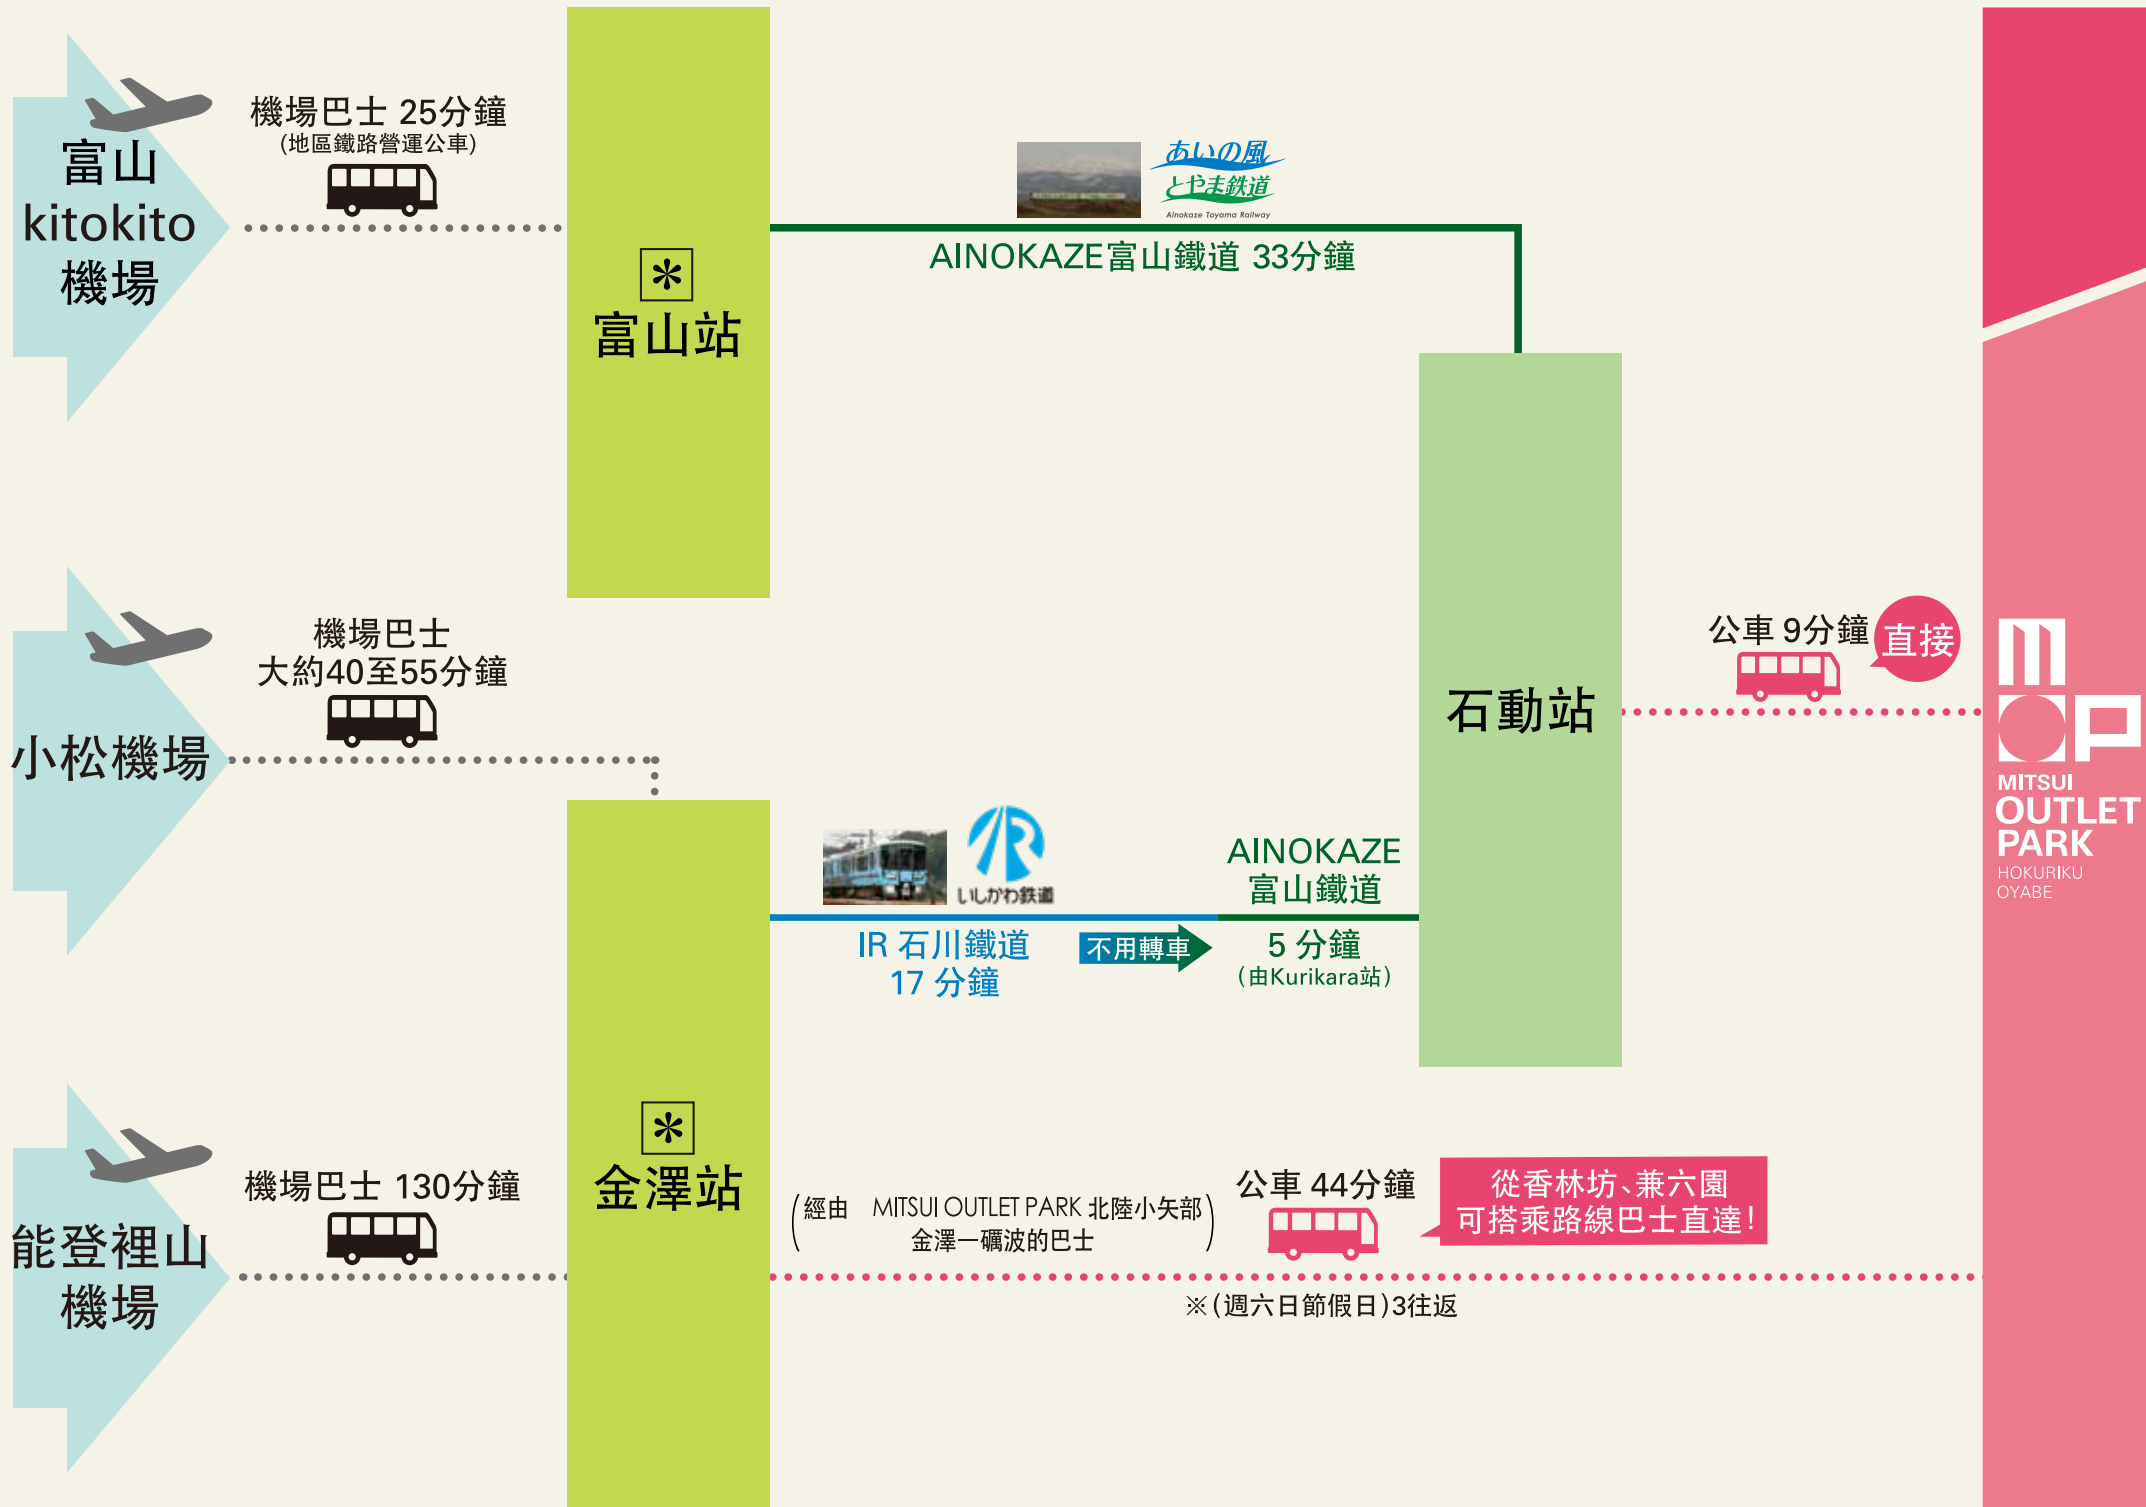 富山
kitokito
機場
機場巴士 25分鐘
(地區鐵路營運公車)
*
富山站
あいの風
とやま鉄道
Ainokaze Toyama Railway
AINOKAZE富山鐵道 33分鐘
小松機場
機場巴士
大約40至55分鐘
石動站
公車 9分鐘
直接
MOP
MITSUI
OUTLET
PARK
HOKURIKU
OYABE
IR
いしかわ鉄道
IR 石川鐵道
17 分鐘
不用轉車
AINOKAZE
富山鐵道
5 分鐘
(由Kurikara站)
能登裡山
機場
機場巴士 130分鐘
*
金澤站
(經由 MITSUI OUTLET PARK 北陸小矢部
金澤一礪波的巴士)
公車 44分鐘
從香林坊、兼六園
可搭乘路線巴士直達!
※(週六日節假日)3往返